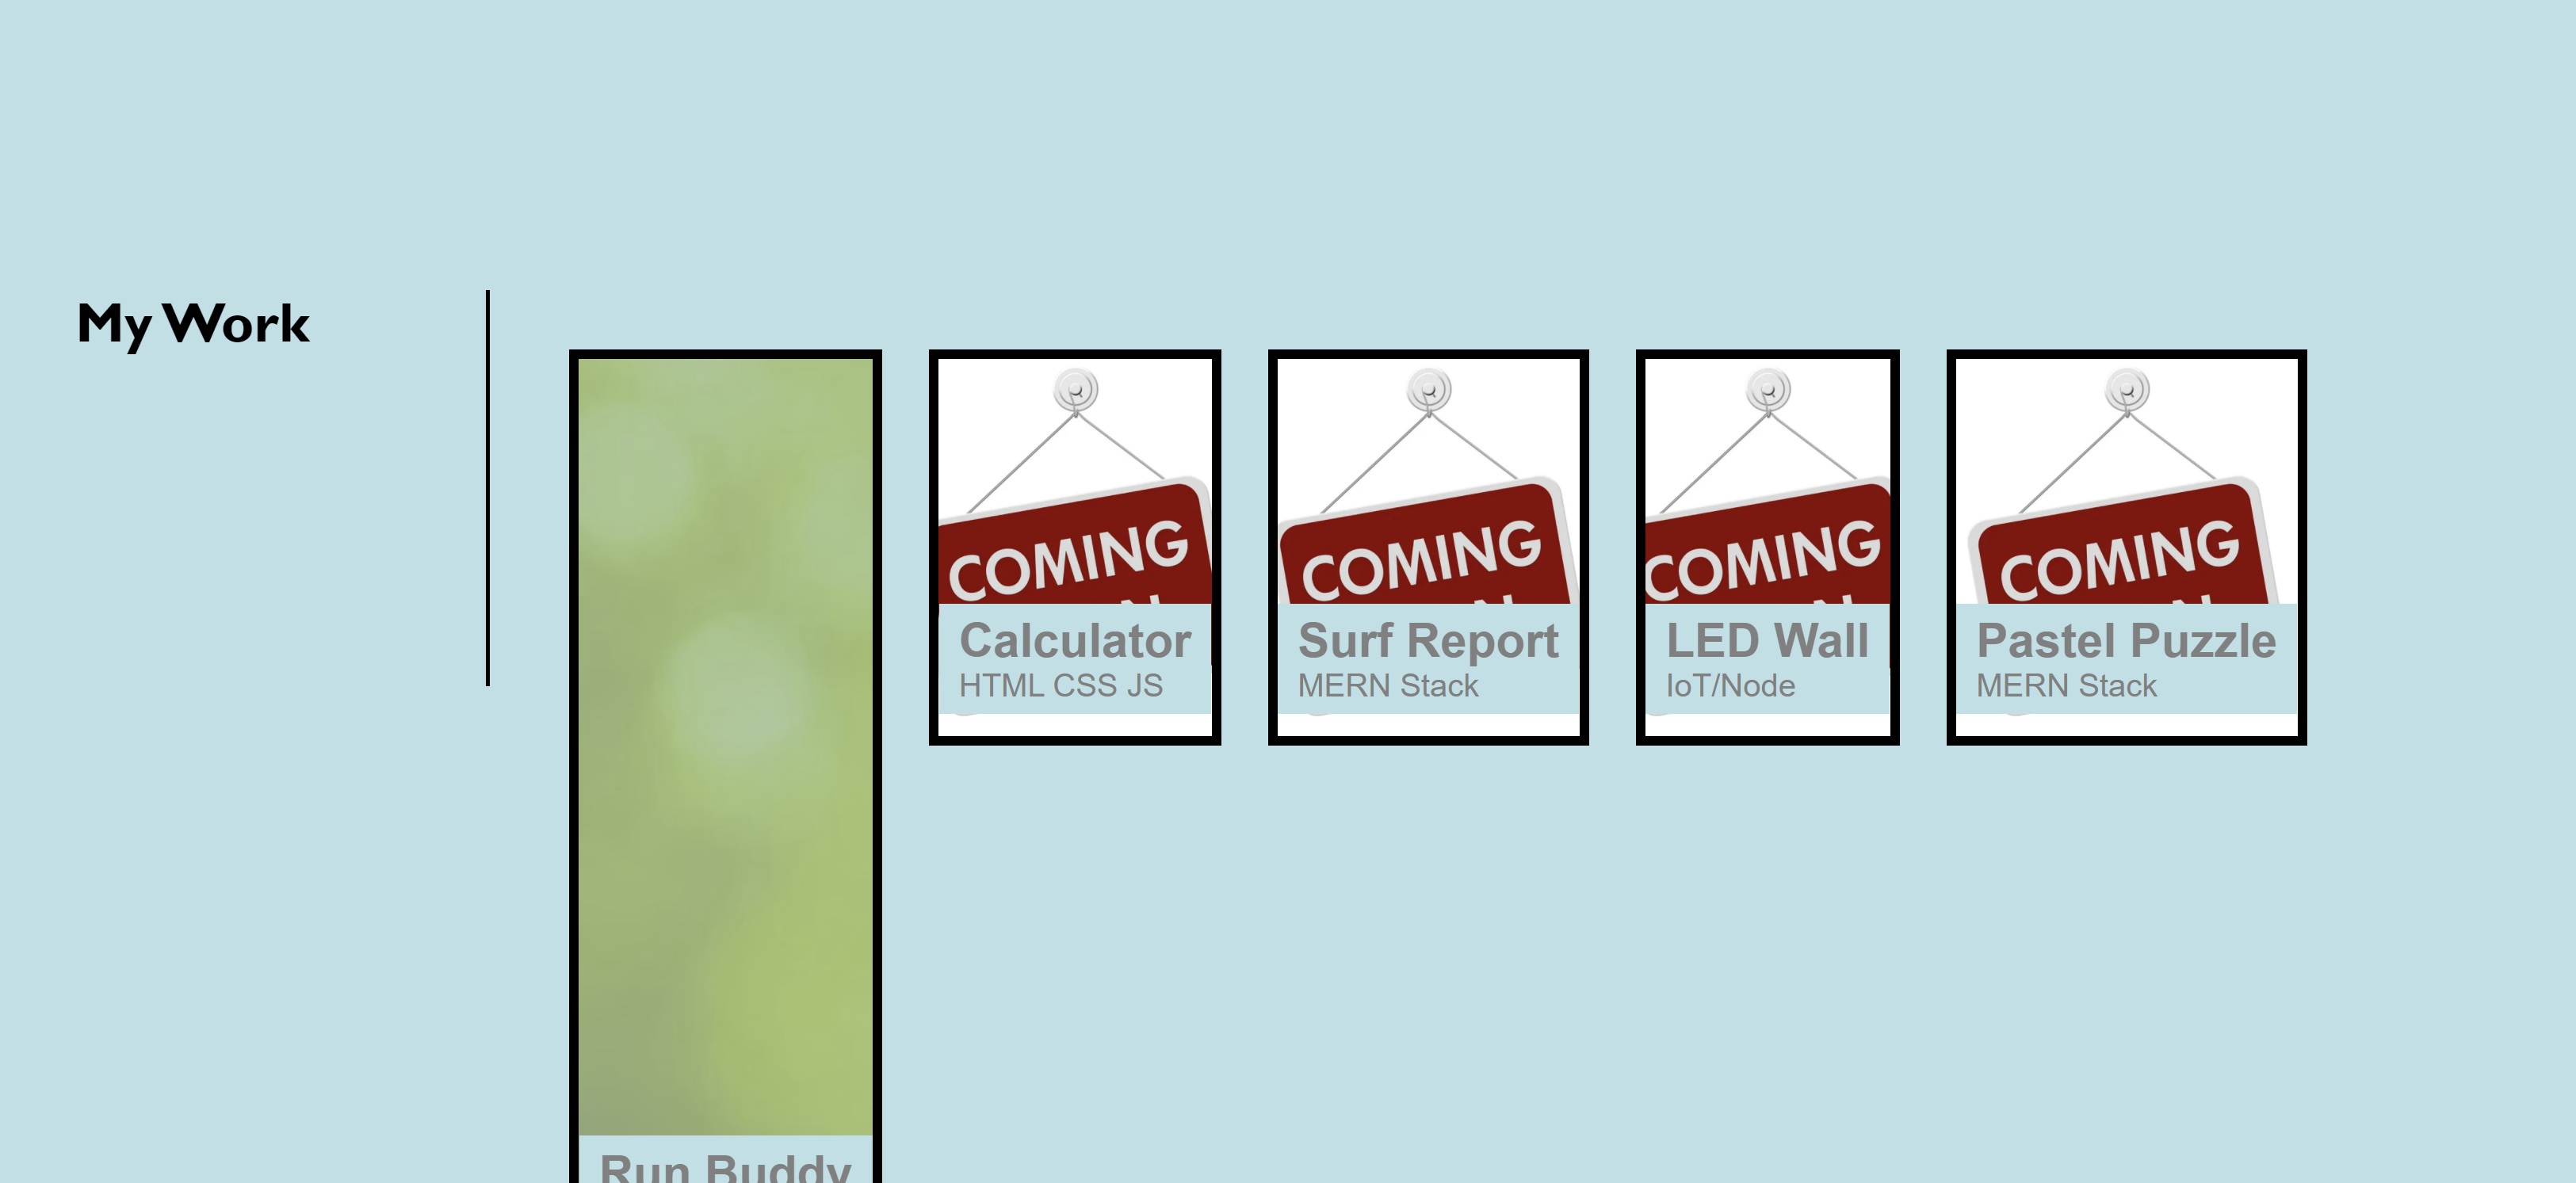 My Work
COMING
Calculator
HTML CSS JS
COMING
Surf Report
MERN Stack
COMING
LED Wall
IoT/Node
COMING
Pastel Puzzle
MERN Stack
Run Buddy